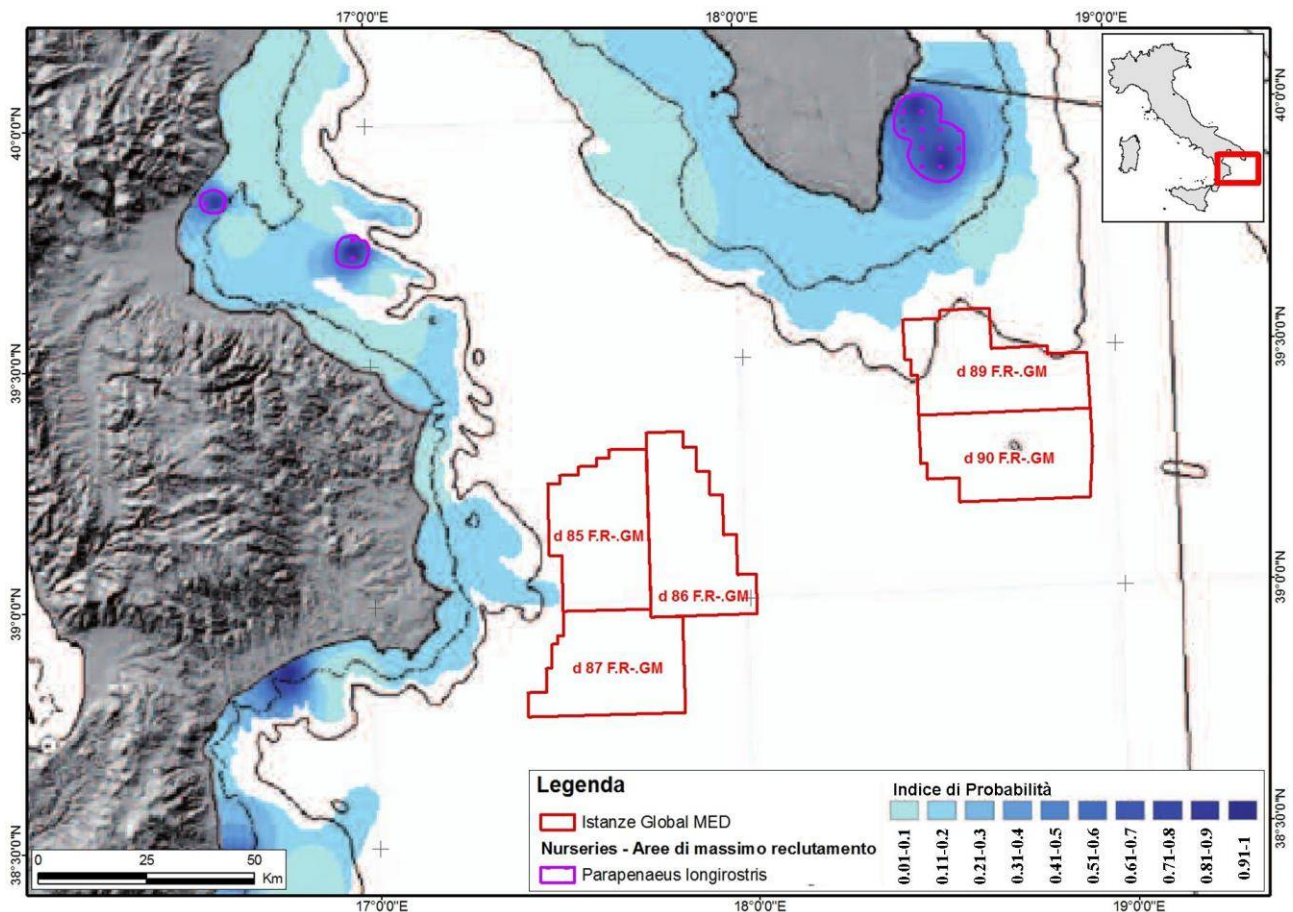 17°0'0"E
18°0'0"E
19°0'0"E
40°0'0"N
40°0'0"N
39°30'0"N
39°30'0"N
d 89 F.R-.GM
d 90 F.R-.GM
d 85 F.R-.GM
d 86 F.R-.GM
39°0'0"N
39°0'0"N
d 87 F.R-.GM
Legenda
Istanze Global MED
Nurseries - Aree di massimo reclutamento
Parapenaeus longirostris
Indice di Probabilità
0.01-0.1
0.11-0.2
0.21-0.3
0.31-0.4
0.41-0.5
0.51-0.6
0.61-0.7
0.71-0.8
0.81-0.9
0.91-1
38°30'0"N
38°30'0"N
0 25 50
Km
17°0'0"E
18°0'0"E
19°0'0"E